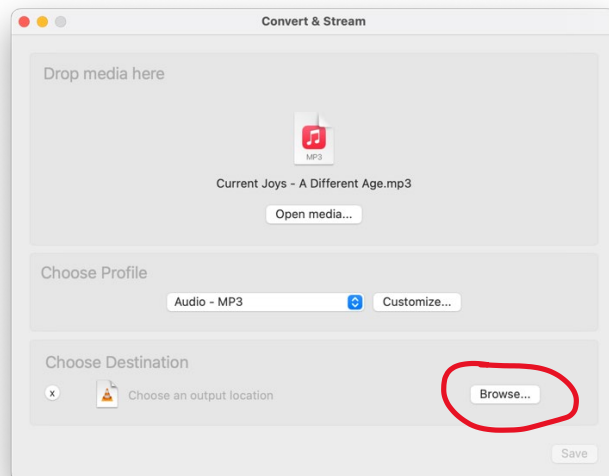 Convert & Stream
Drop media here
MP3
Current Joys - A Different Age.mp3
Open media...
Choose Profile
Audio - MP3 Customize...
Choose Destination
x Choose an output location Browse...
Save